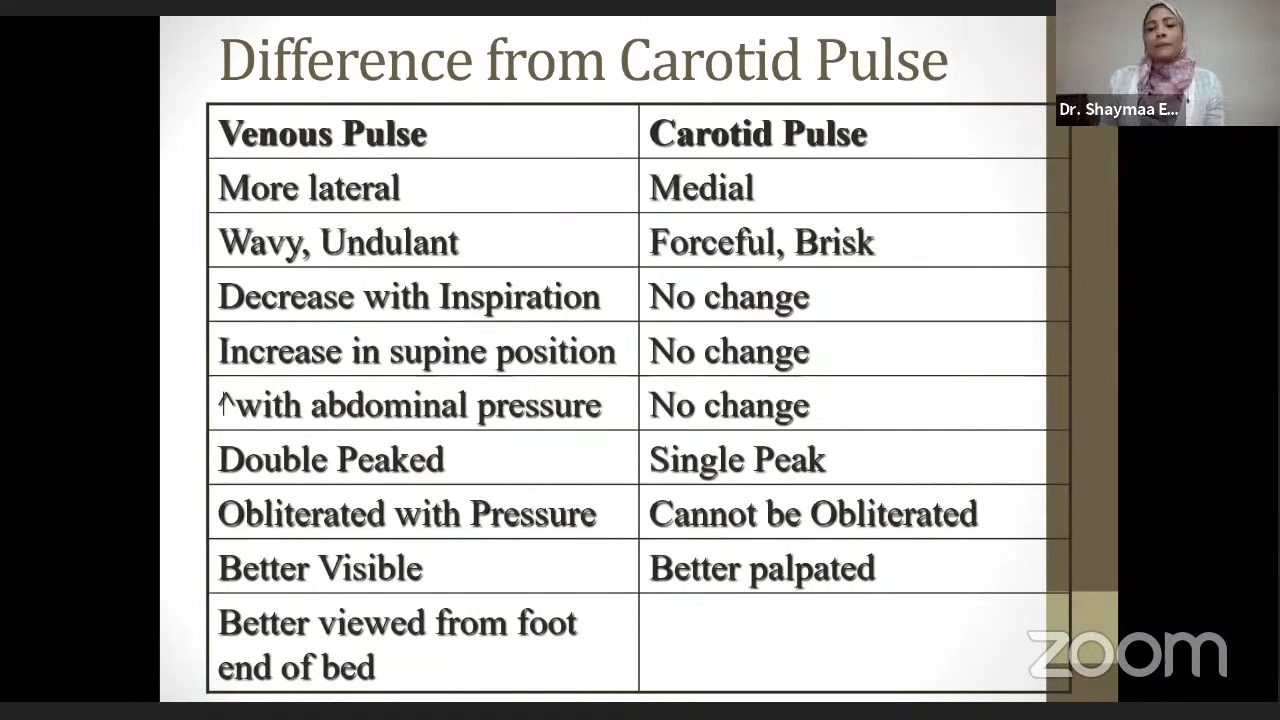 Difference from Carotid Pulse
Dr. Shaymaa E...
Venous Pulse
Carotid Pulse
More lateral
Medial
Wavy, Undulant
Forceful, Brisk
Decrease with Inspiration
No change
Increase in supine position
No change
^with abdominal pressure
No change
Double Peaked
Single Peak
Obliterated with Pressure
Cannot be Obliterated
Better Visible
Better palpated
Better viewed from foot
end of bed
zoom